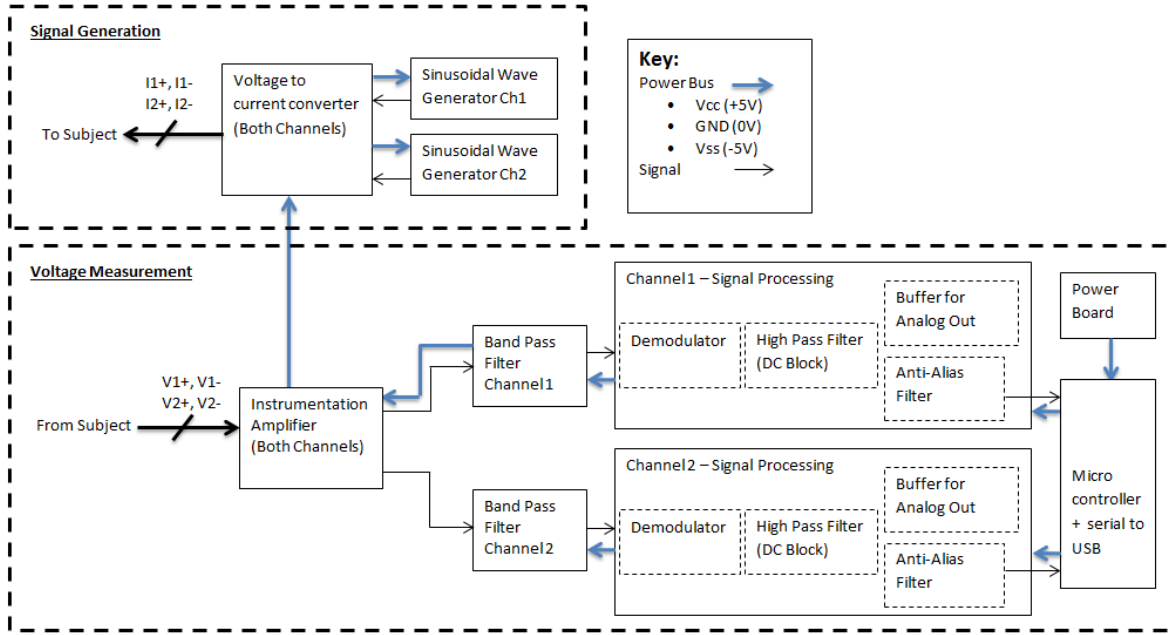 Signal Generation
I1+, I1-
I2+, I2-
To Subject
Voltage to
current converter
(Both Channels)
Sinusoidal Wave
Generator Ch1
Sinusoidal Wave
Generator Ch2
Key:
Power Bus
• Vcc (+5V)
• GND (0V)
• Vss (-5V)
Signal
Voltage Measurement
V1+, V1-
V2+, V2-
From Subject
Instrumentation
Amplifier
(Both Channels)
Band Pass
Filter
Channel 1
Band Pass
Filter
Channel 2
Channel 1 – Signal Processing
Demodulator
High Pass Filter
(DC Block)
Buffer for
Analog Out
Anti-Alias
Filter
Channel 2 – Signal Processing
Demodulator
High Pass Filter
(DC Block)
Buffer for
Analog Out
Anti-Alias
Filter
Power
Board
Micro
controller
+ serial to
USB